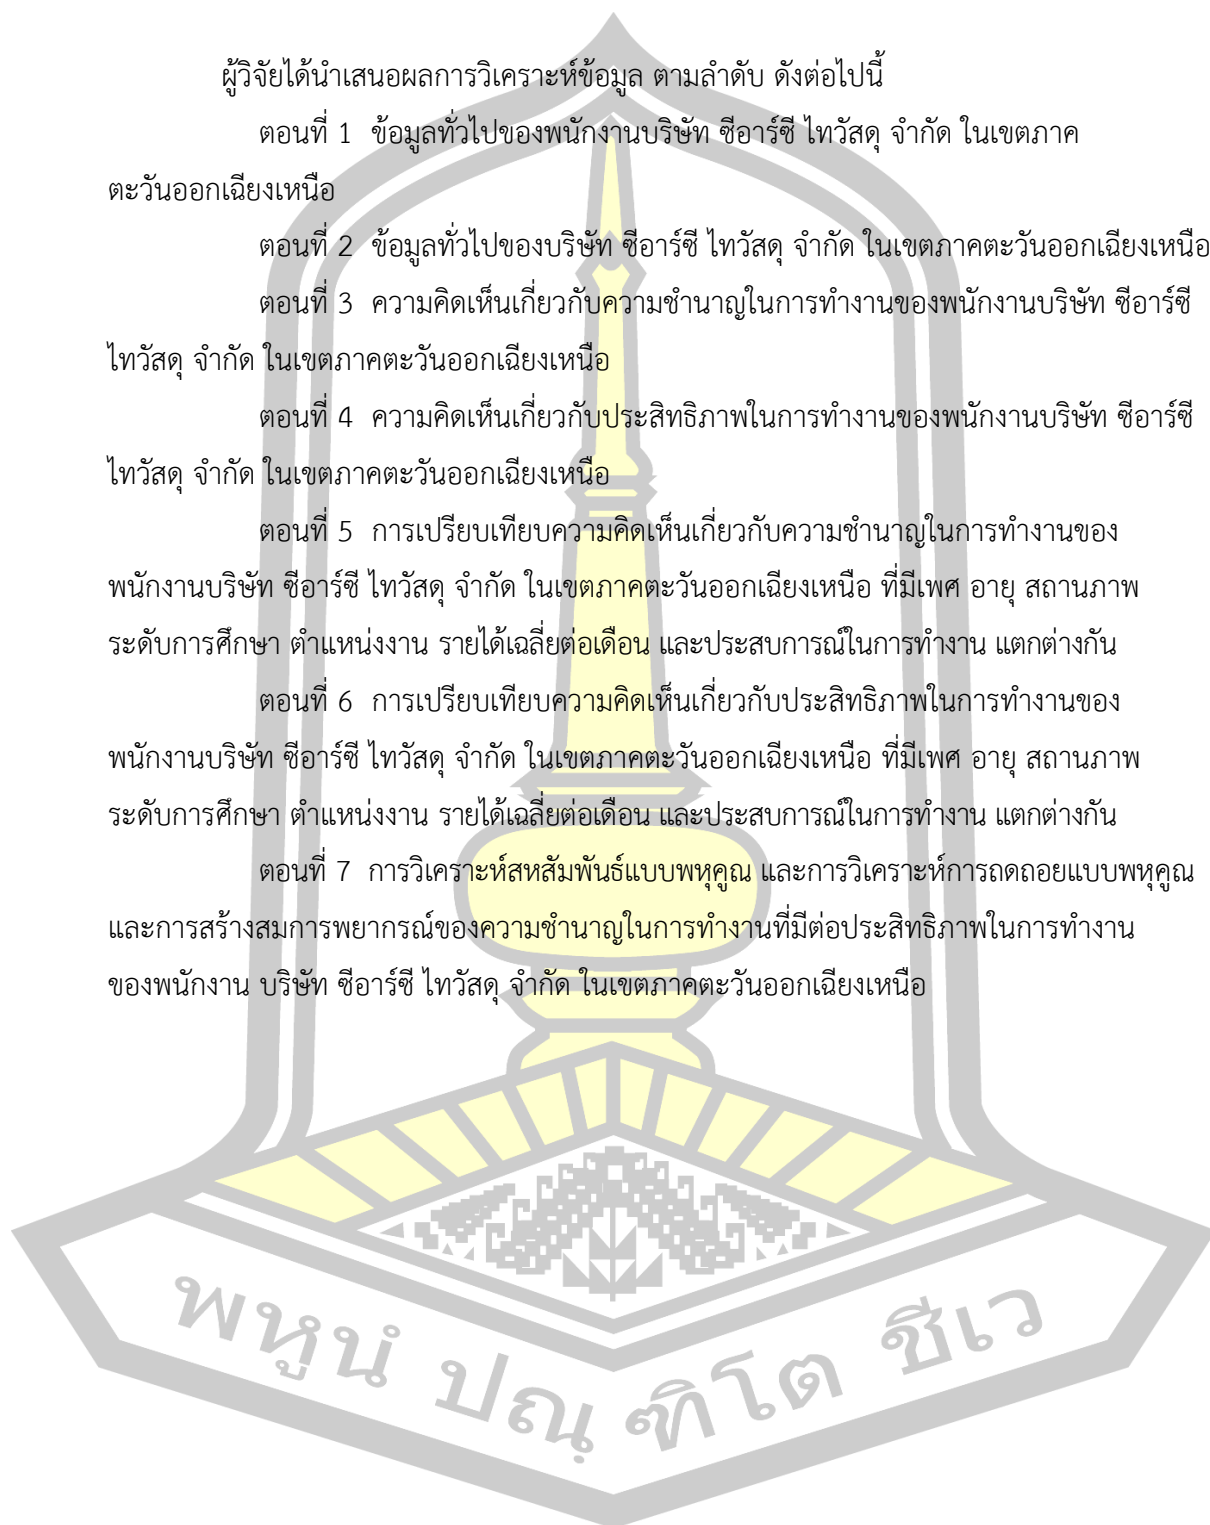 ผู้วิจัยได้นำเสนอผลการวิเคราะห์ข้อมูล ตามลำดับ ดังต่อไปนี้
ตอนที่ 1 ข้อมูลทั่วไปของพนักงานบริษัท ซีอาร์ซี ไทวัสดุ จำกัด ในเขตภาค
ตะวันออกเฉียงเหนือ
ตอนที่ 2 ข้อมูลทั่วไปของบริษัท ซีอาร์ซี ไทวัสดุ จำกัด ในเขตภาคตะวันออกเฉียงเหนือ
ตอนที่ 3 ความคิดเห็นเกี่ยวกับความชำนาญในการทำงานของพนักงานบริษัท ซีอาร์ซี
ไทวัสดุ จำกัด ในเขตภาคตะวันออกเฉียงเหนือ
ตอนที่ 4 ความคิดเห็นเกี่ยวกับประสิทธิภาพในการทำงานของพนักงานบริษัท ซีอาร์ซี
ไทวัสดุ จำกัด ในเขตภาคตะวันออกเฉียงเหนือ
ตอนที่ 5 การเปรียบเทียบความคิดเห็นเกี่ยวกับความชำนาญในการทำงานของ
พนักงานบริษัท ซีอาร์ซี ไทวัสดุ จำกัด ในเขตภาคตะวันออกเฉียงเหนือ ที่มีเพศ อายุ สถานภาพ
ระดับการศึกษา ตำแหน่งงาน รายได้เฉลี่ยต่อเดือน และประสบการณ์ในการทำงาน แตกต่างกัน
ตอนที่ 6 การเปรียบเทียบความคิดเห็นเกี่ยวกับประสิทธิภาพในการทำงานของ
พนักงานบริษัท ซีอาร์ซี ไทวัสดุ จำกัด ในเขตภาคตะวันออกเฉียงเหนือ ที่มีเพศ อายุ สถานภาพ
ระดับการศึกษา ตำแหน่งงาน รายได้เฉลี่ยต่อเดือน และประสบการณ์ในการทำงาน แตกต่างกัน
ตอนที่ 7 การวิเคราะห์สหสัมพันธ์แบบพหุคูณ และการวิเคราะห์การถดถอยแบบพหุคูณ
และการสร้างสมการพยากรณ์ของความชำนาญในการทำงานที่มีต่อประสิทธิภาพในการทำงาน
ของพนักงาน บริษัท ซีอาร์ซี ไทวัสดุ จำกัด ในเขตภาคตะวันออกเฉียงเหนือ
พหูนํ ปณฺ ฑิโต ชีเว